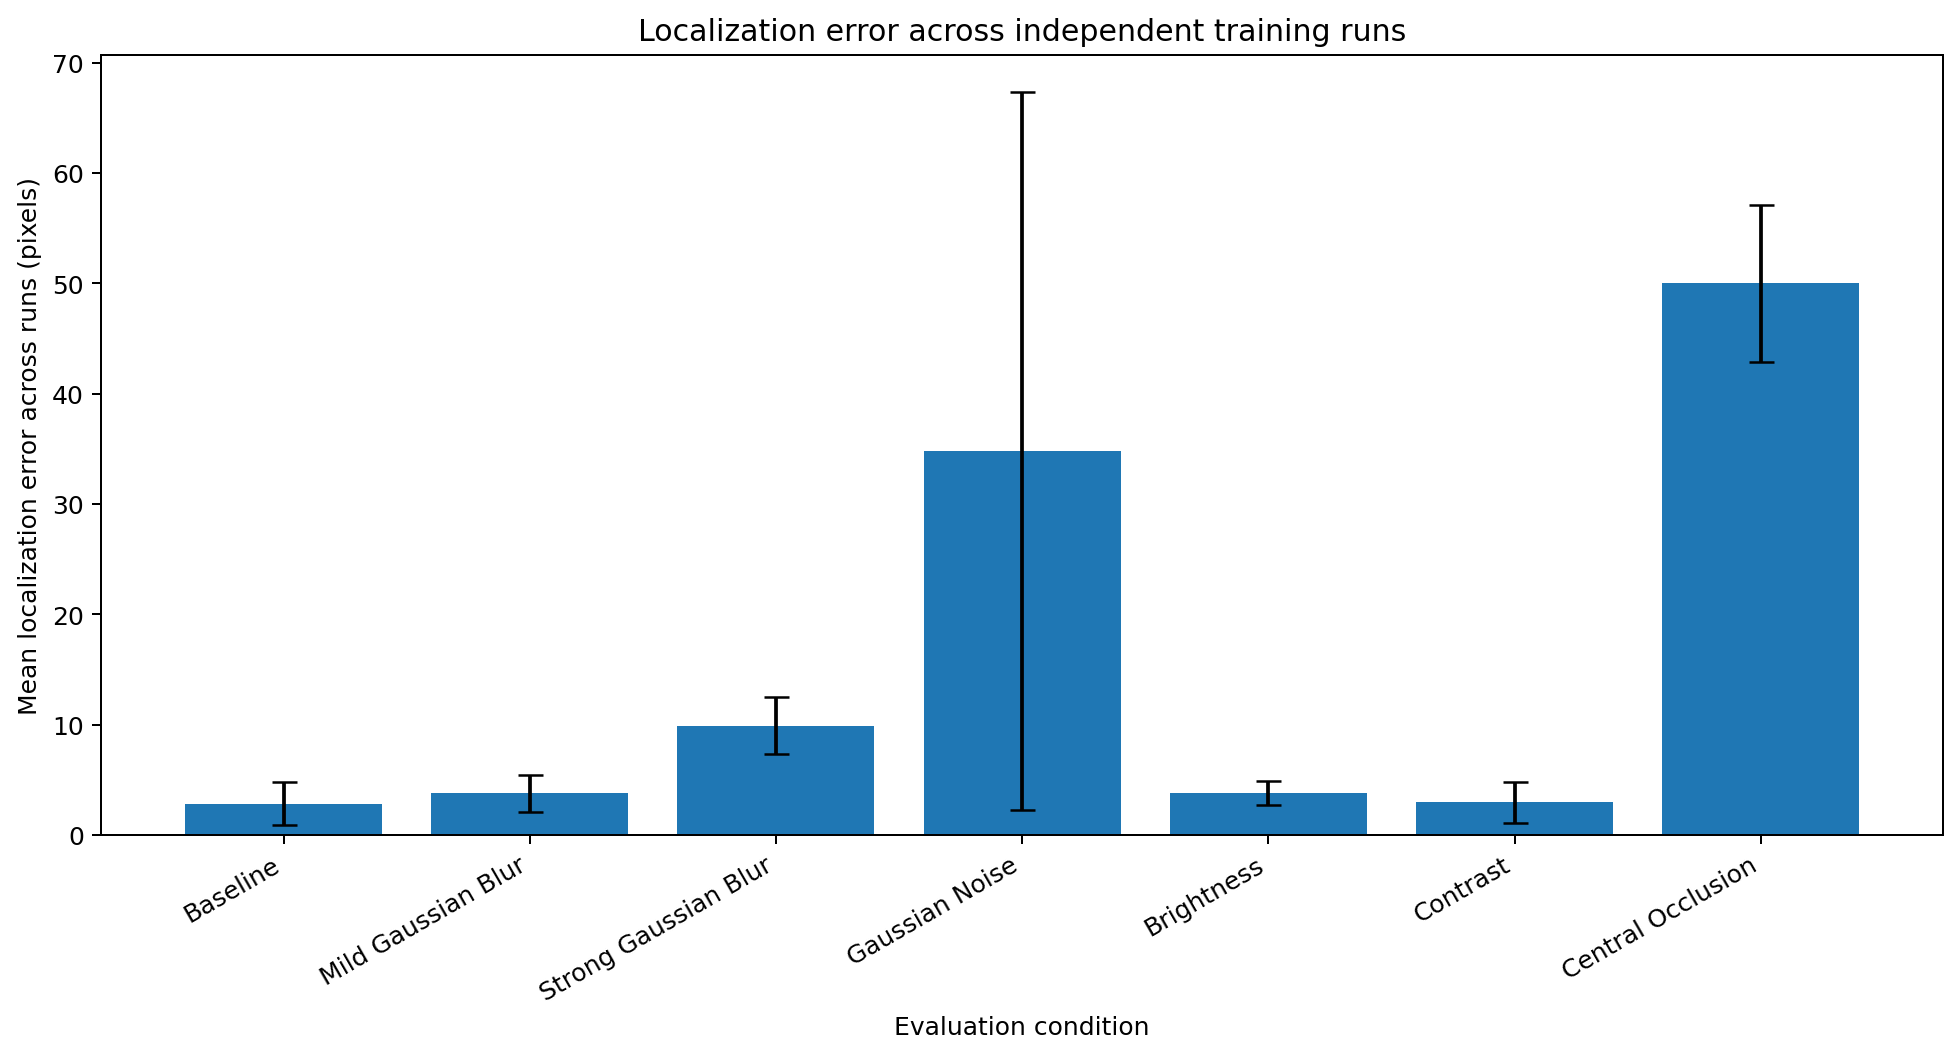 Localization error across independent training runs
Mean localization error across runs (pixels)
70
60
50
40
30
20
10
0
Baseline
Mild Gaussian Blur
Strong Gaussian Blur
Gaussian Noise
Brightness
Contrast
Central Occlusion
Evaluation condition